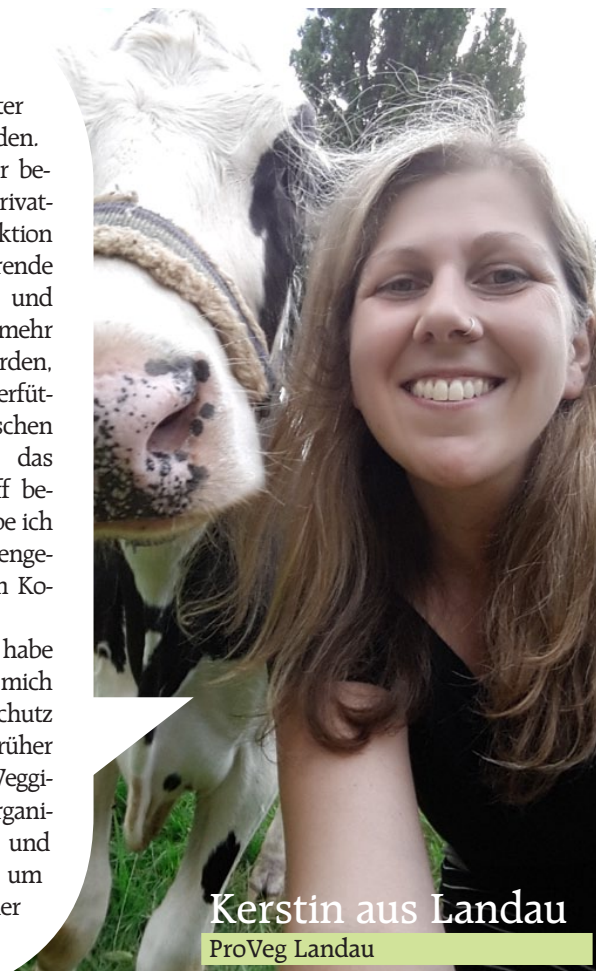 ter
den.
r be-
rivat-
ktion
rende
und
mehr
rden,
erfüt-
schen
das
ff be-
be ich
enge-
n Ko-
habe
mich
chutz
rüher
Veggi-
rgani-
und
um
ner
Kerstin aus Landau
ProVeg Landau